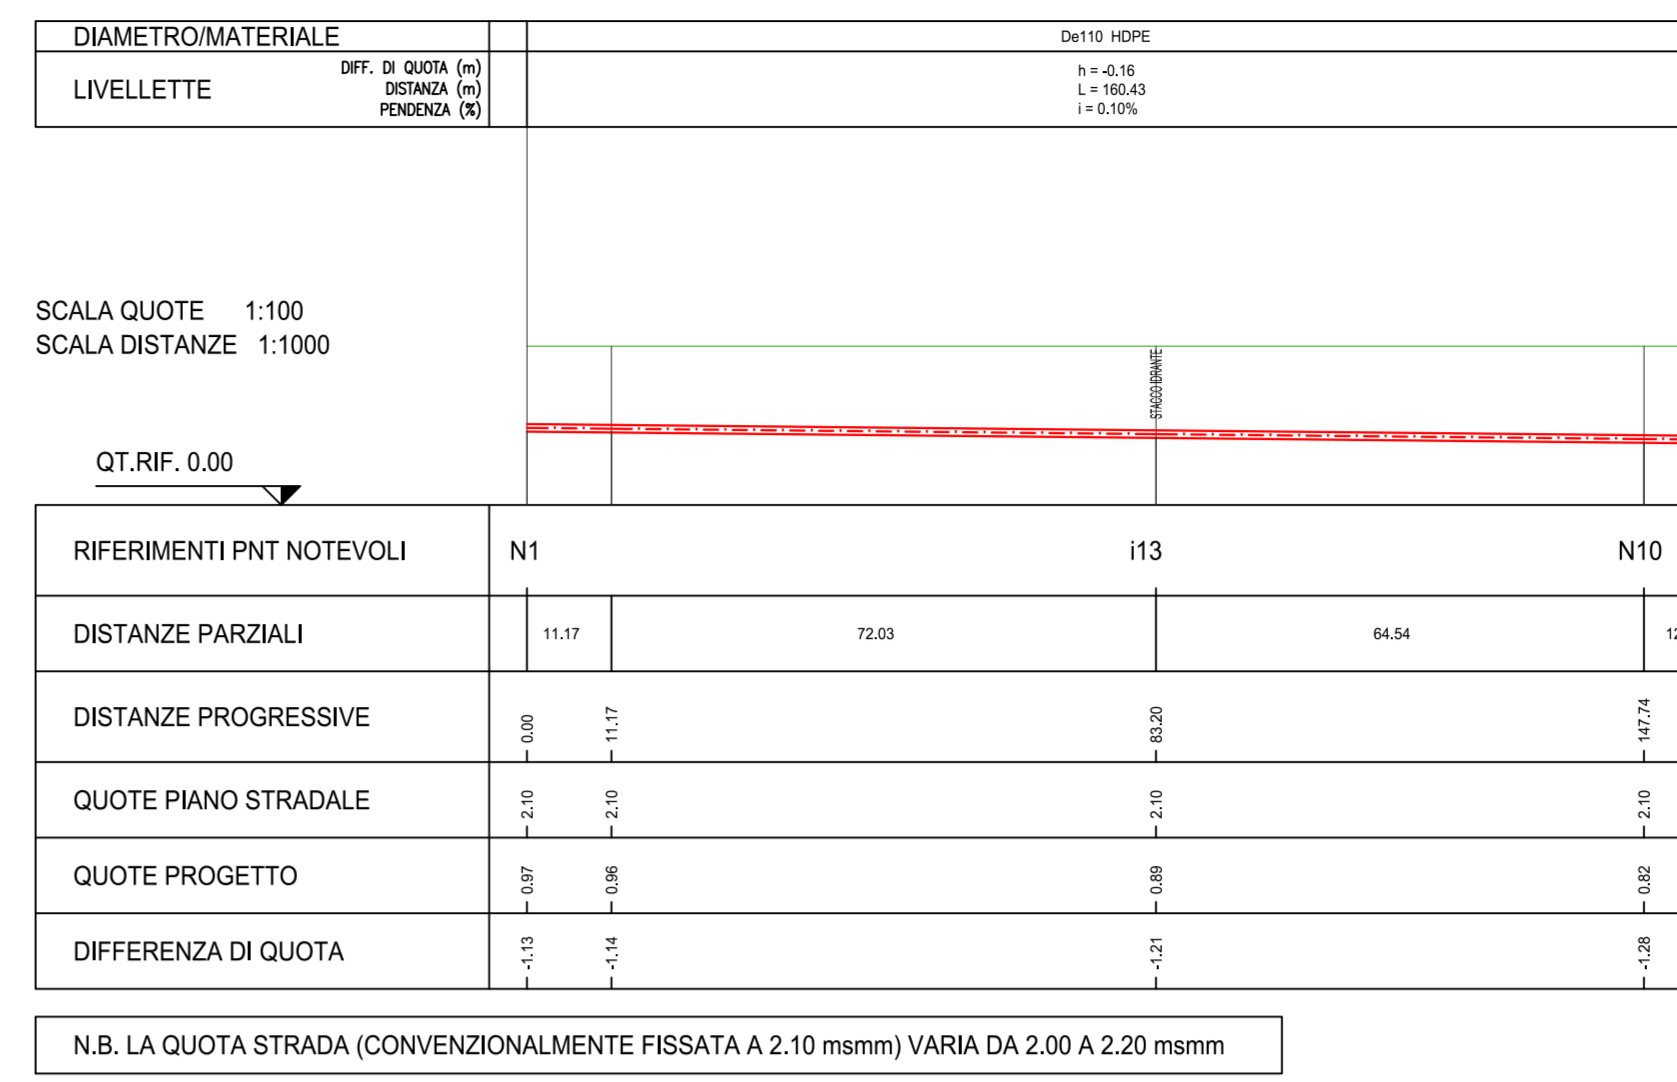 DIAMETRO/MATERIALE
De110 HDPE
LIVELLETTE
DIFF. DI QUOTA (m)
DISTANZA (m)
PENDENZA (%)
h = -0.16
L = 160.43
i = 0.10%
SCALA QUOTE 1:100
SCALA DISTANZE 1:1000
STACCO IDRANTE
QT.RIF. 0.00
RIFERIMENTI PNT NOTEVOLI N1 i13 N10
DISTANZE PARZIALI 11.17 72.03 64.54
DISTANZE PROGRESSIVE 0.00 11.17 83.20 147.74
QUOTE PIANO STRADALE 2.10 2.10 2.10 2.10
QUOTE PROGETTO 0.97 0.96 0.89 0.82
DIFFERENZA DI QUOTA -1.13 -1.14 -1.21 -1.28
N.B. LA QUOTA STRADA (CONVENZIONALMENTE FISSATA A 2.10 msmm) VARIA DA 2.00 A 2.20 msmm